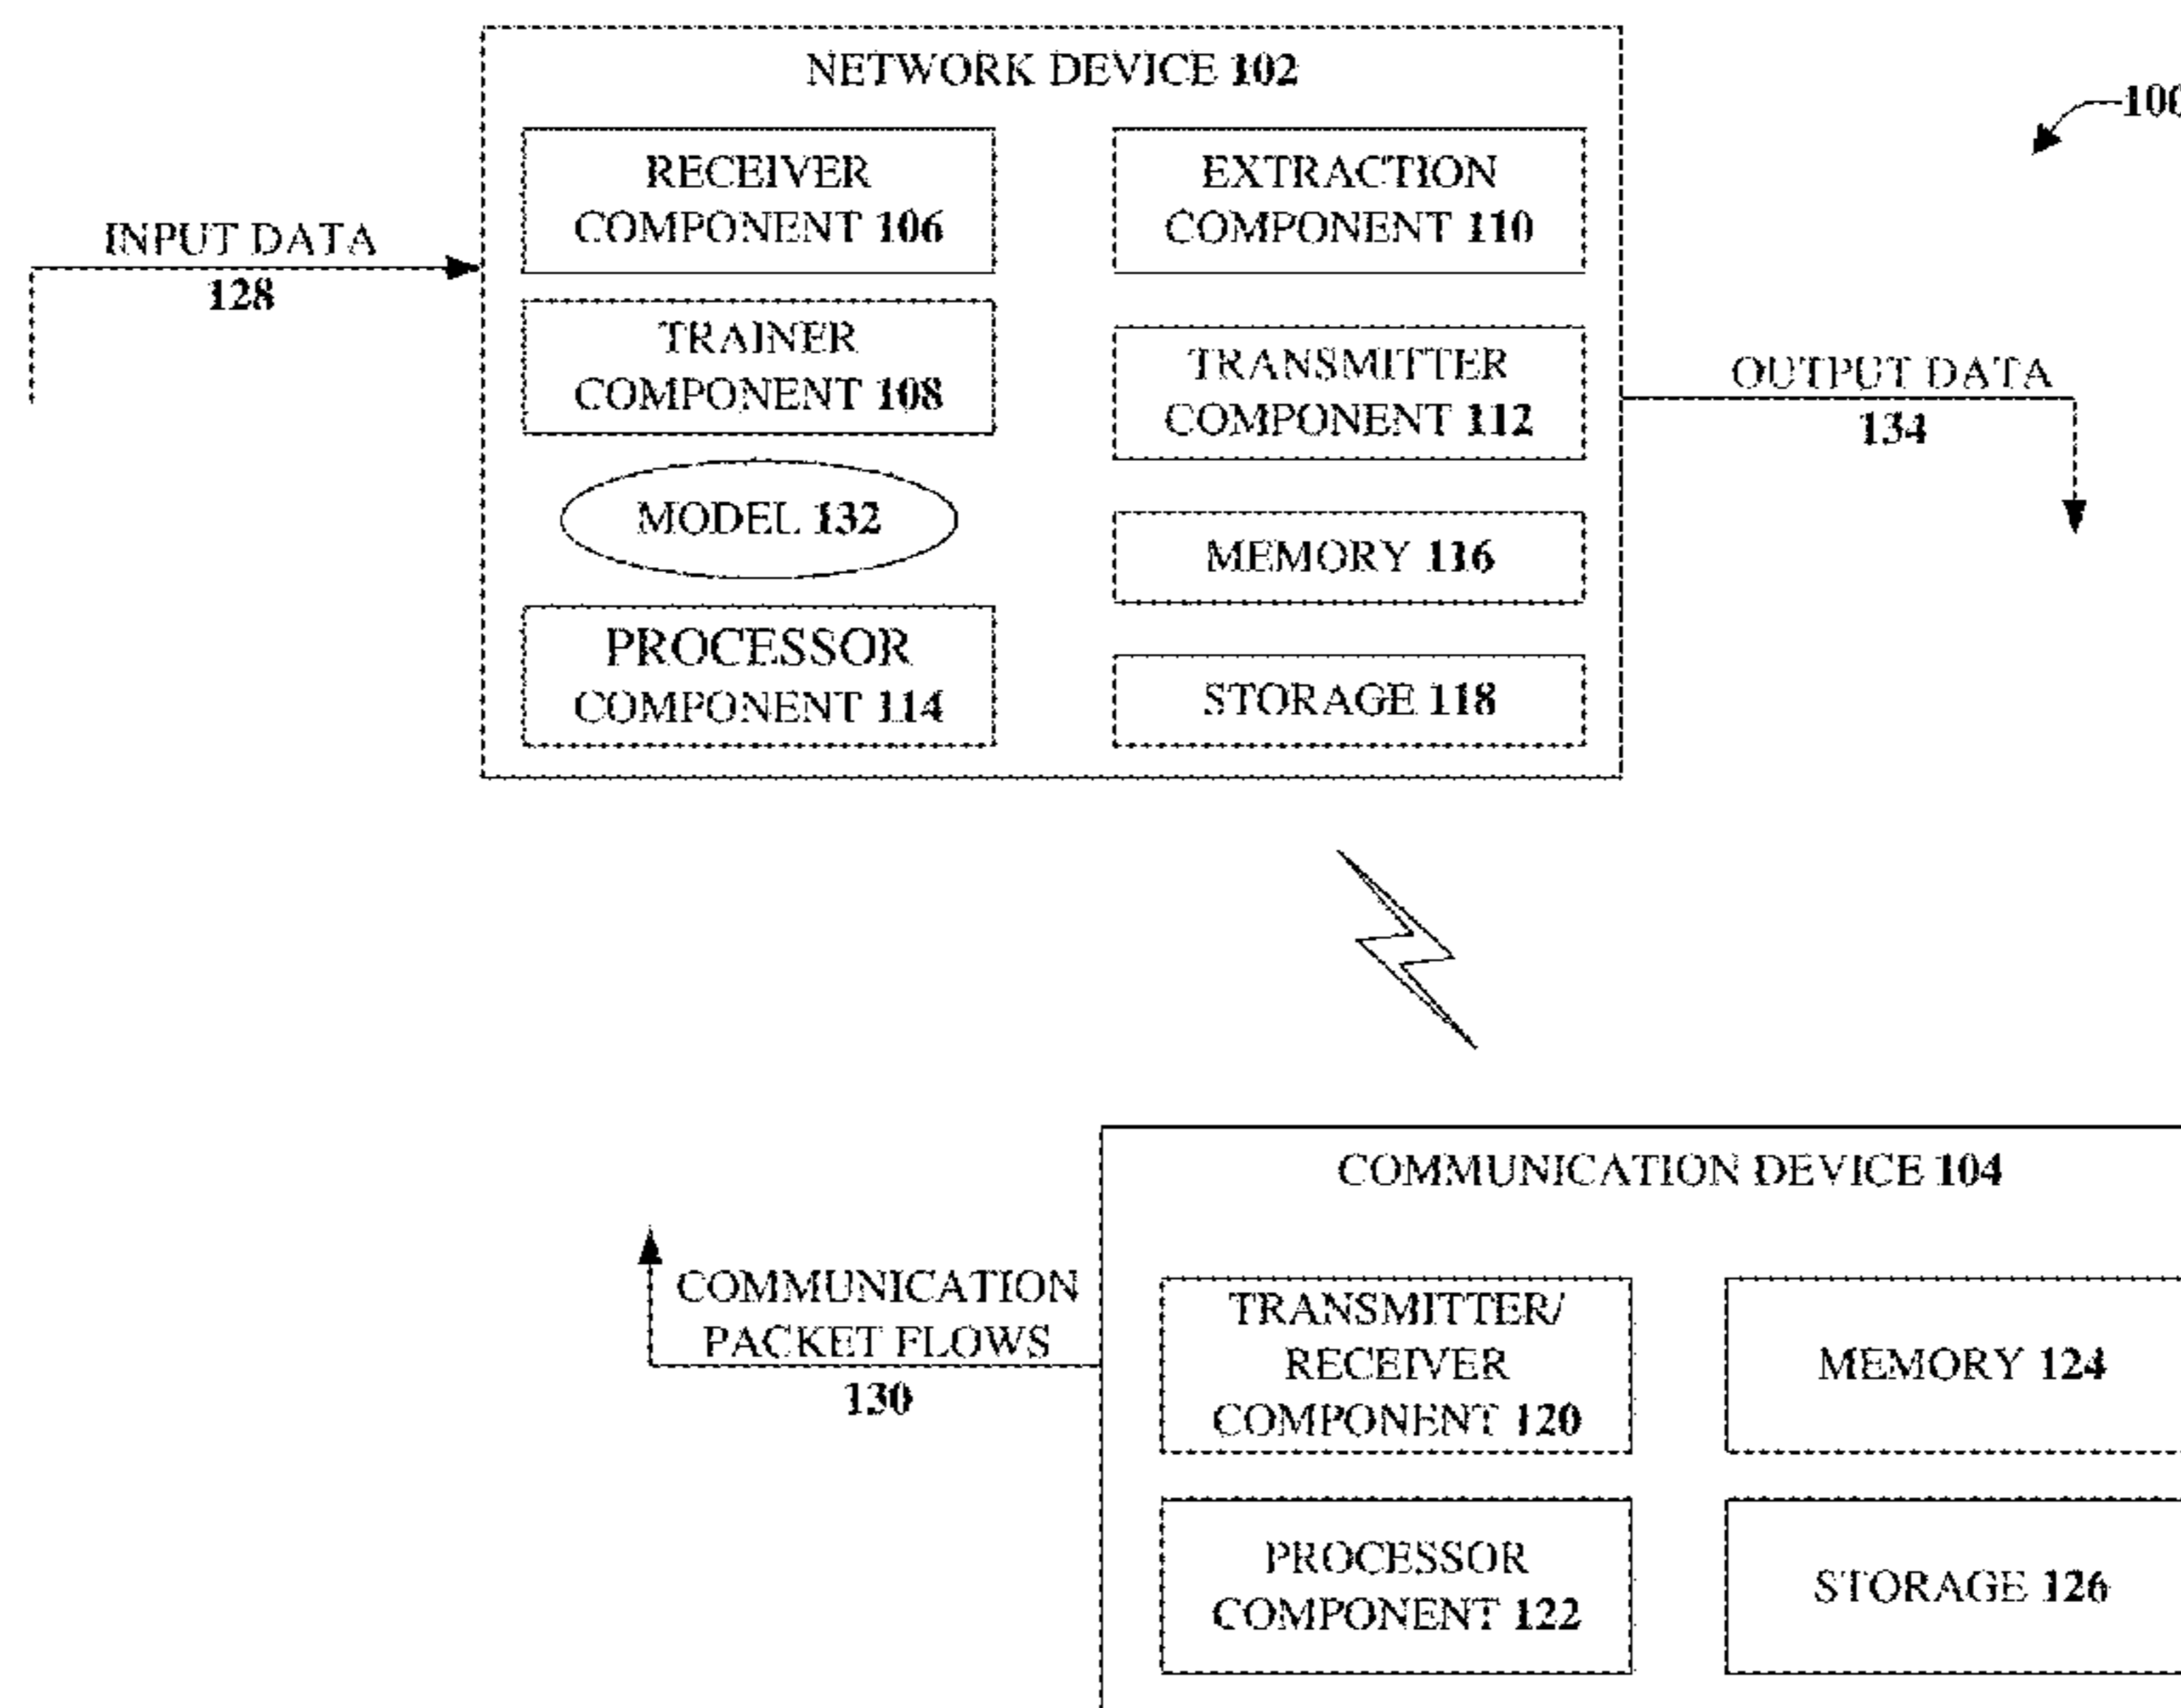 NETWORK DEVICE 102
100
RECEIVER
COMPONENT 106
EXTRACTION
COMPONENT 110
INPUT DATA
128
TRAINER
COMPONENT 108
TRANSMITTER
COMPONENT 112
OUTPUT DATA
134
MODEL 132
MEMORY 116
PROCESSOR
COMPONENT 114
STORAGE 118
COMMUNICATION DEVICE 104
COMMUNICATION
PACKET FLOWS
130
TRANSMITTER/
RECEIVER
COMPONENT 120
MEMORY 124
PROCESSOR
COMPONENT 122
STORAGE 126